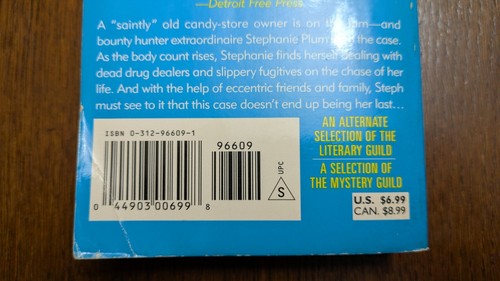 —Detroit Free Press
A "saintly" old candy-store owner is on the lam—and
bounty hunter extraordinaire Stephanie Plum the case.
As the body count rises, Stephanie finds herself dealing with
dead drug dealers and slippery fugitives on the chase of her
life. And with the help of eccentric friends and family, Steph
must see to it that this case doesn't end up being her last...
ISBN 0-312-96609-1
96609
0 44903 00699 8
UPC
S
AN ALTERNATE
SELECTION OF THE
LITERARY GUILD
A SELECTION OF
THE MYSTERY GUILD
U.S. $6.99
CAN. $8.99